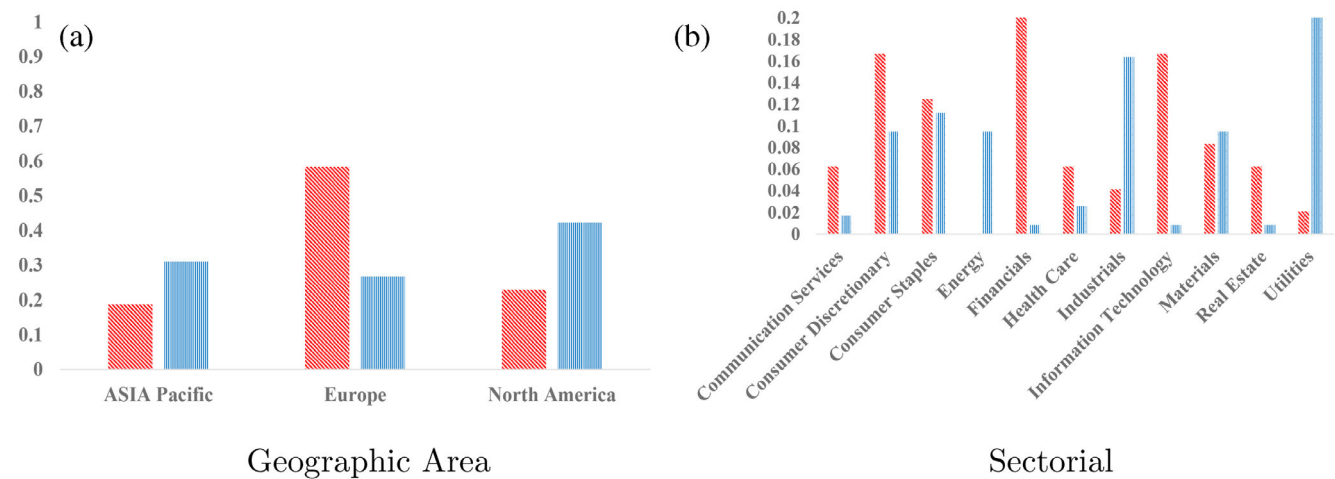 (a)
1
0.9
0.8
0.7
0.6
0.5
0.4
0.3
0.2
0.1
0
ASIA Pacific Europe North America
Geographic Area
(b)
0.2
0.18
0.16
0.14
0.12
0.1
0.08
0.06
0.04
0.02
0
Communication Services
Consumer Discretionary
Consumer Staples
Energy
Financials
Health Care
Industrials
Information Technology
Materials
Real Estate
Utilities
Sectorial